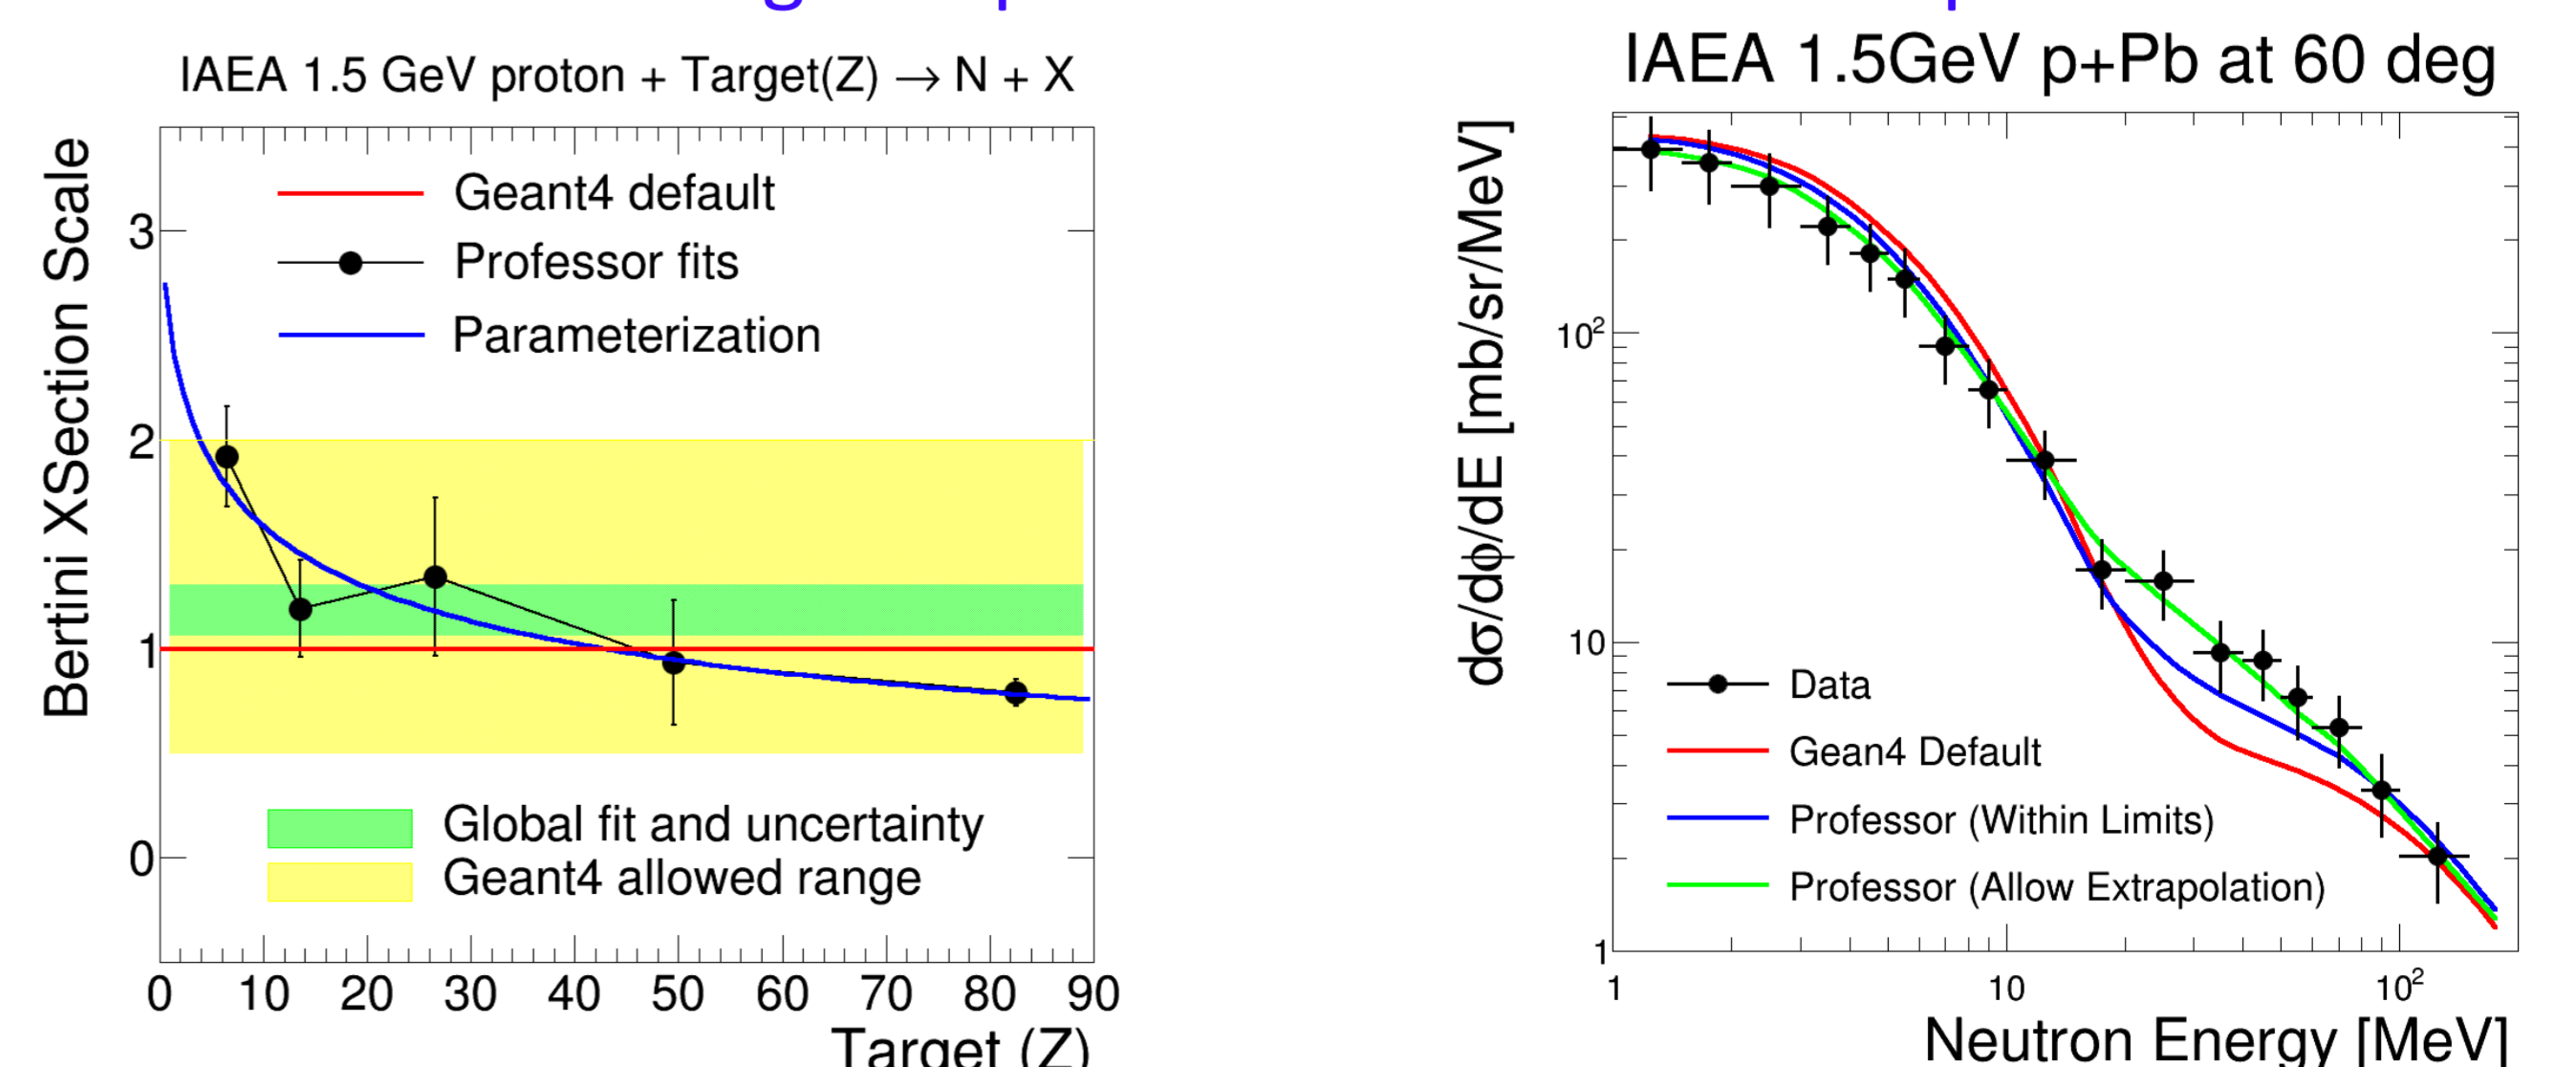 IAEA 1.5 GeV proton + Target(Z) → N + X
Bertini XSection Scale
Geant4 default
Professor fits
Parameterization
Global fit and uncertainty
Geant4 allowed range
3
2
1
0
0 10 20 30 40 50 60 70 80 90
Target (Z)
IAEA 1.5GeV p+Pb at 60 deg
dσ/dϕ/dE [mb/sr/MeV]
10²
10
1
Data
Gean4 Default
Professor (Within Limits)
Professor (Allow Extrapolation)
1 10 10²
Neutron Energy [MeV]